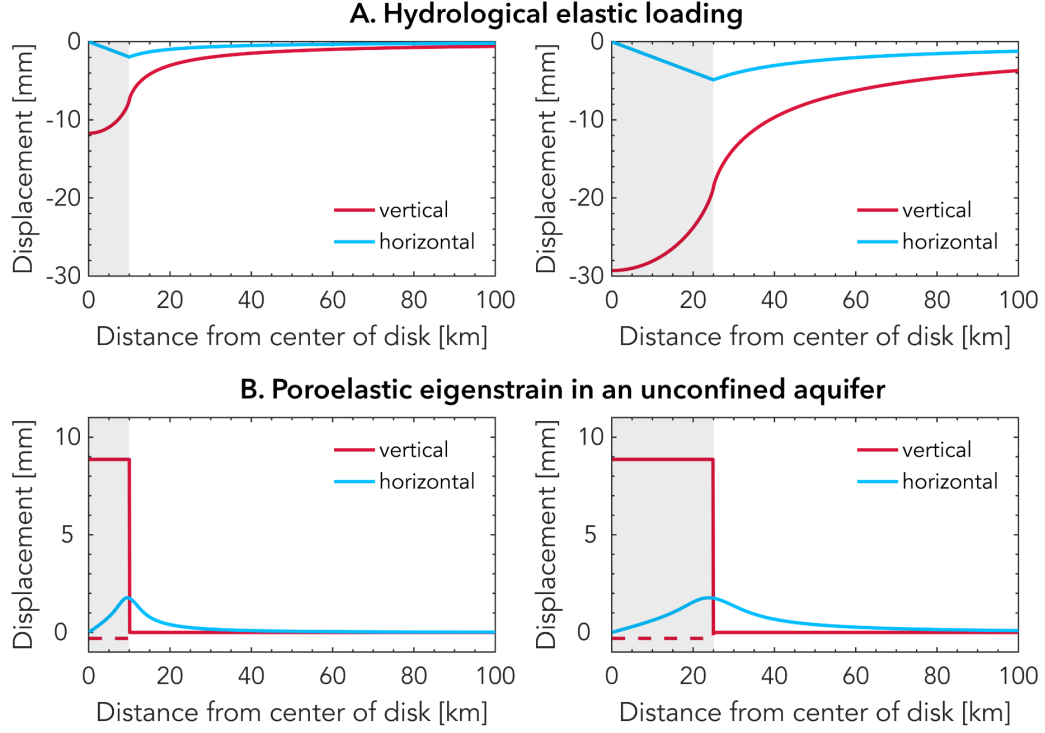 A. Hydrological elastic loading
0
-10
-20
-30
Displacement [mm]
vertical
horizontal
0 20 40 60 80 100
Distance from center of disk [km]
0
-10
-20
-30
Displacement [mm]
vertical
horizontal
0 20 40 60 80 100
Distance from center of disk [km]
B. Poroelastic eigenstrain in an unconfined aquifer
10
5
0
Displacement [mm]
vertical
horizontal
0 20 40 60 80 100
Distance from center of disk [km]
10
5
0
Displacement [mm]
vertical
horizontal
0 20 40 60 80 100
Distance from center of disk [km]